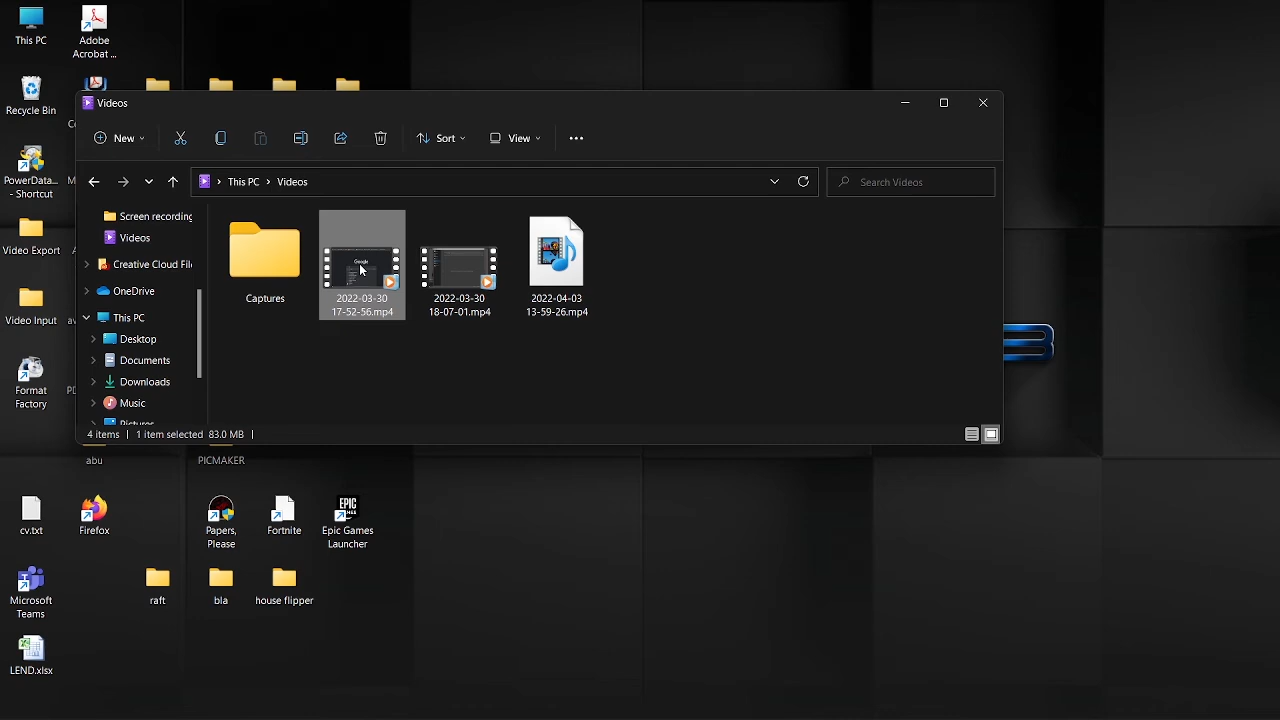 This PC
Adobe
Acrobat ...
Recycle Bin
PowerData...
- Shortcut
Video Export
Video Input
Format
Factory
Videos
New
Sort
View
This PC
Videos
Search Videos
Screen recording
Videos
Creative Cloud File
OneDrive
This PC
Desktop
Documents
Downloads
Music
Pictures
Captures
Google
2022-03-30
17-52-56.mp4
2022-03-30
18-07-01.mp4
2022-04-03
13-59-26.mp4
4 items
1 item selected
83.0 MB
abu
PICMAKER
cv.txt
Firefox
Papers,
Please
Fortnite
EPIC
Epic Games
Launcher
Microsoft
Teams
raft
bla
house flipper
LEND.xlsx